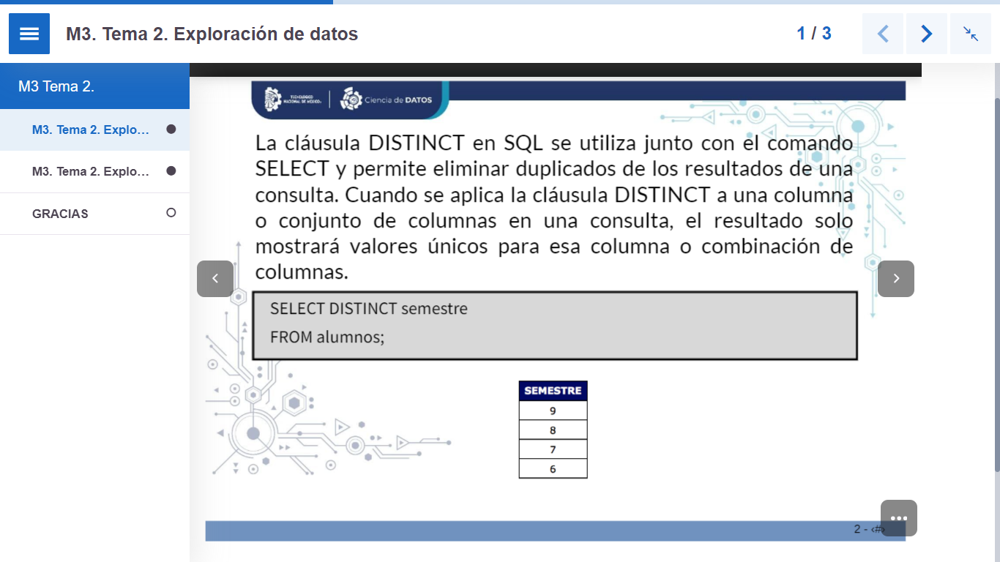 M3. Tema 2. Exploración de datos
1 / 3
M3 Tema 2.
M3. Tema 2. Explo...
M3. Tema 2. Explo...
GRACIAS
TECNOLÓGICO
NACIONAL DE MÉXICO
Ciencia de DATOS
La cláusula DISTINCT en SQL se utiliza junto con el comando
SELECT y permite eliminar duplicados de los resultados de una
consulta. Cuando se aplica la cláusula DISTINCT a una columna
o conjunto de columnas en una consulta, el resultado solo
mostrará valores únicos para esa columna o combinación de
columnas.
SELECT DISTINCT semestre
FROM alumnos;
SEMESTRE
9
8
7
6
2 - ‹#›